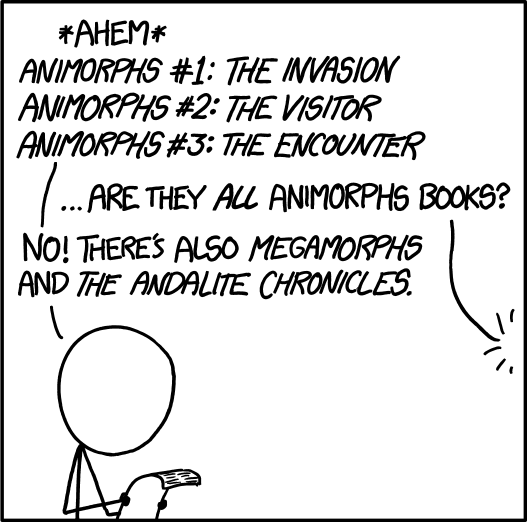 *AHEM*
ANIMORPHS #1: THE INVASION
ANIMORPHS #2: THE VISITOR
ANIMORPHS #3: THE ENCOUNTER
...ARE THEY ALL ANIMORPHS BOOKS?
NO! THERE'S ALSO MEGAMORPHS
AND THE ANDALITE CHRONICLES.